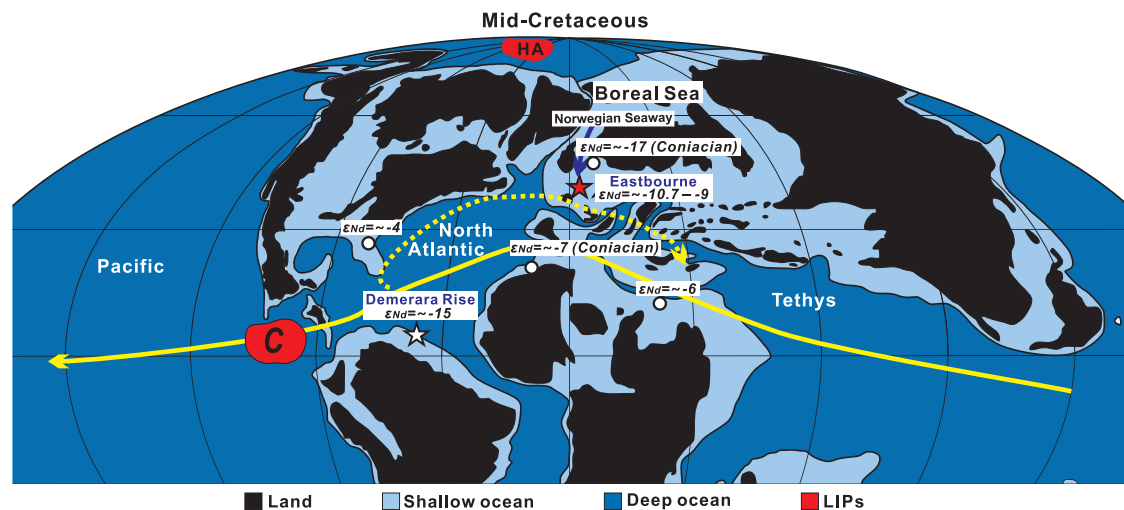 Mid-Cretaceous
HA
Boreal Sea
Norwegian Seaway
εNd=~-17 (Coniacian)
Eastbourne
εNd=~-10.7 – -9
εNd=~-4
North
Atlantic
εNd=~-7 (Coniacian)
Pacific
εNd=~-6
Demerara Rise
εNd=~-15
Tethys
C
Land
Shallow ocean
Deep ocean
LIPs